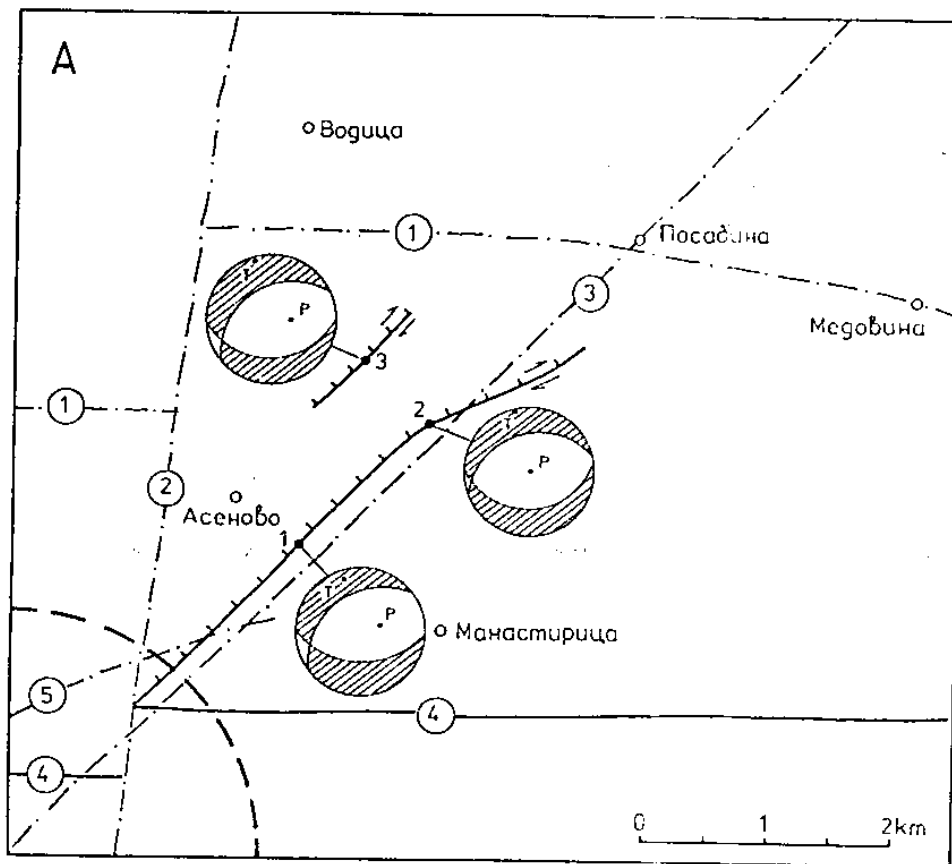 A
Водица
1
Посадина
3
P
T
3
Медовина
1
2
T
P
2
Асеново
1
T
P
Манастирица
5
4
4
0 1 2km